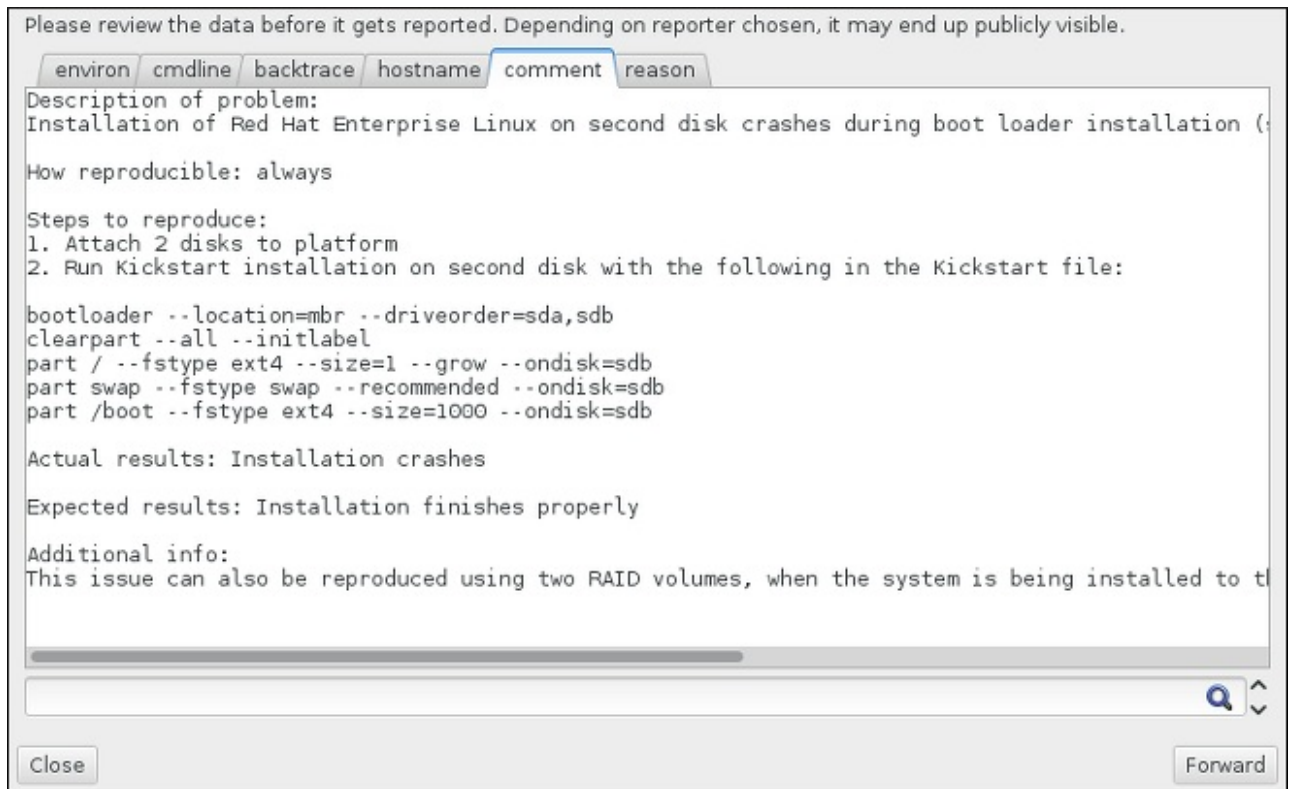 Please review the data before it gets reported. Depending on reporter chosen, it may end up publicly visible.
environ cmdline backtrace hostname comment reason
Description of problem:
Installation of Red Hat Enterprise Linux on second disk crashes during boot loader installation (
How reproducible: always
Steps to reproduce:
1. Attach 2 disks to platform
2. Run Kickstart installation on second disk with the following in the Kickstart file:
bootloader --location=mbr --driveorder=sda,sdb
clearpart --all --initlabel
part / --fstype ext4 --size=1 --grow --ondisk=sdb
part swap --fstype swap --recommended --ondisk=sdb
part /boot --fstype ext4 --size=1000 --ondisk=sdb
Actual results: Installation crashes
Expected results: Installation finishes properly
Additional info:
This issue can also be reproduced using two RAID volumes, when the system is being installed to
Close Forward